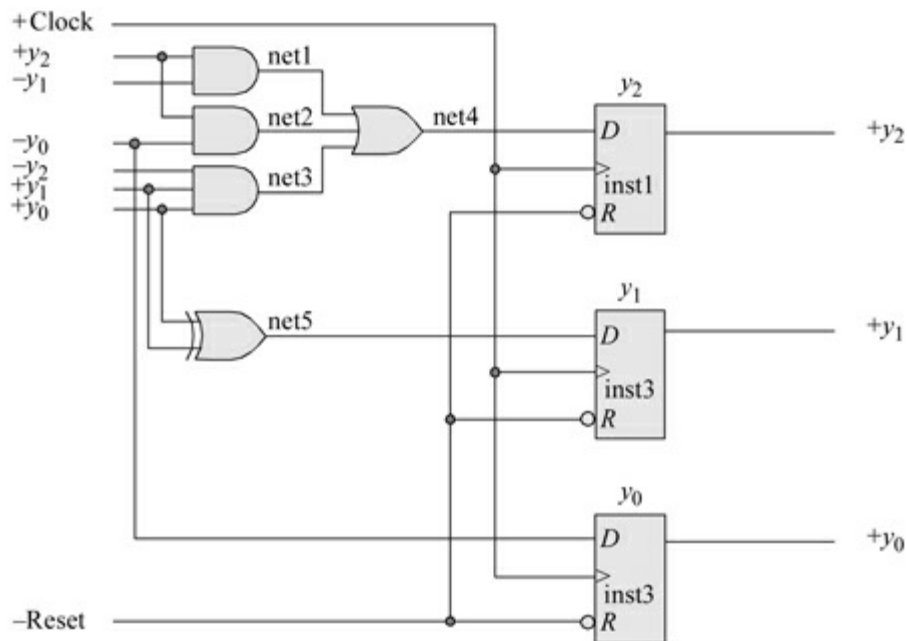 +Clock
+y₂
–y₁
–y₀
–y₂
+y₁
+y₀
net1
net2
net3
net4
net5
y₂
D
inst1
R
+y₂
y₁
D
inst3
R
+y₁
y₀
D
inst3
R
+y₀
–Reset